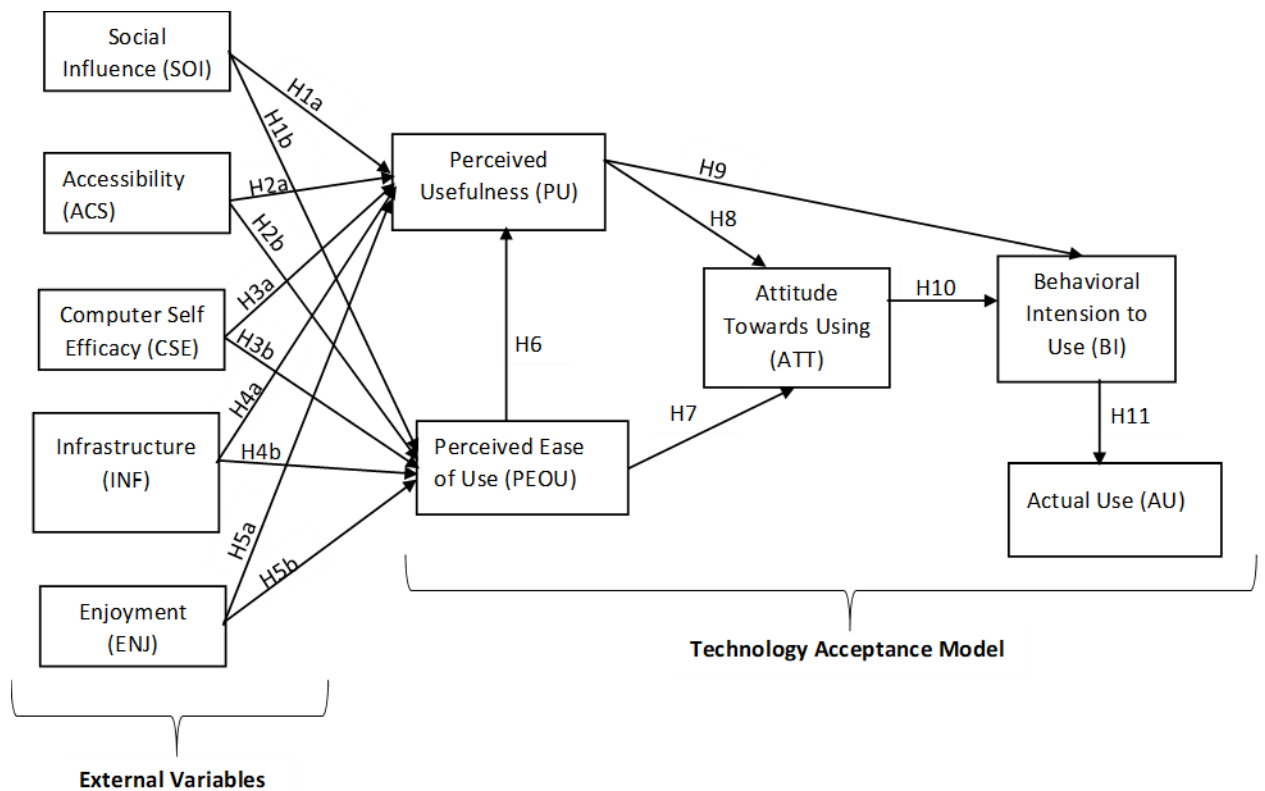 Social
Influence (SOI)
H1a
H1b
Accessibility
(ACS)
H2a
H2b
Computer Self
Efficacy (CSE)
H3a
H3b
Infrastructure
(INF)
H4a
H4b
Enjoyment
(ENJ)
H5a
H5b
External Variables
Perceived
Usefulness (PU)
H6
Perceived Ease
of Use (PEOU)
H7
H8
H9
Attitude
Towards Using
(ATT)
H10
Behavioral
Intension to
Use (BI)
H11
Actual Use (AU)
Technology Acceptance Model